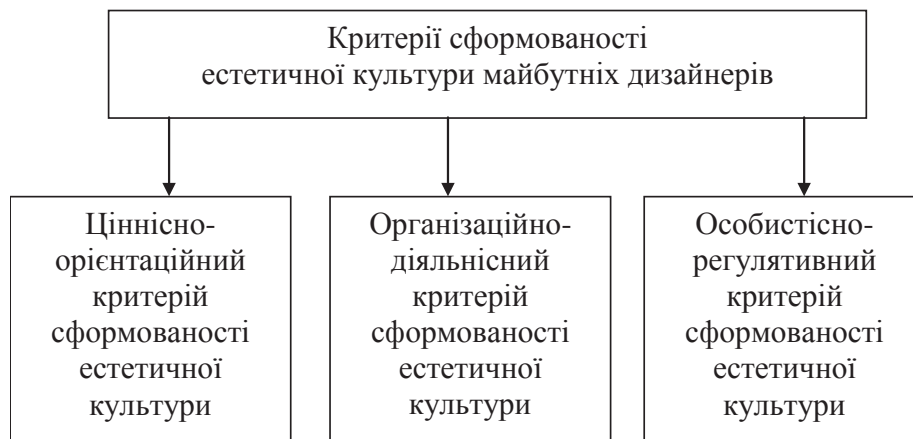 Критерії сформованості
естетичної культури майбутніх дизайнерів
Ціннісно-
орієнтаційний
критерій
сформованості
естетичної
культури
Організаційно-
діяльнісний
критерій
сформованості
естетичної
культури
Особистісно-
регулятивний
критерій
сформованості
естетичної
культури